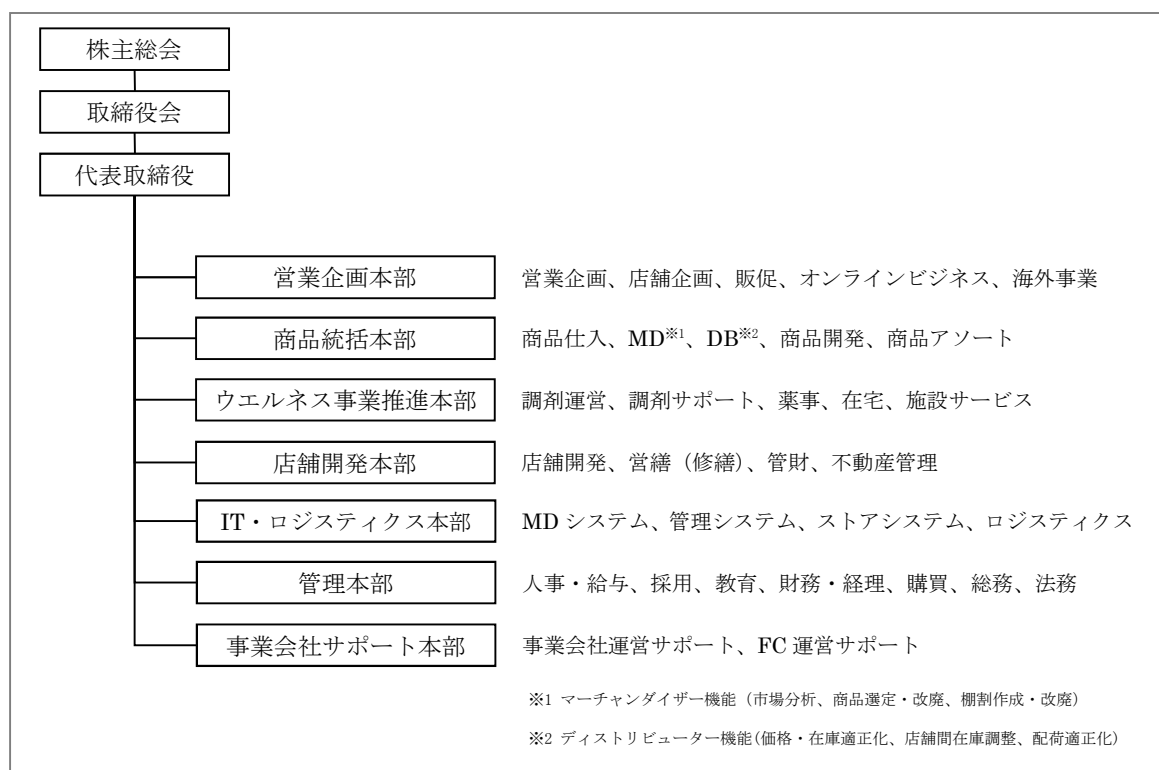 株主総会
取締役会
代表取締役
営業企画本部 営業企画、店舗企画、販促、オンラインビジネス、海外事業
商品統括本部 商品仕入、MD※1、DB※2、商品開発、商品アソート
ウエルネス事業推進本部 調剤運営、調剤サポート、薬事、在宅、施設サービス
店舗開発本部 店舗開発、営繕（修繕）、管財、不動産管理
IT・ロジスティクス本部 MDシステム、管理システム、ストアシステム、ロジスティクス
管理本部 人事・給与、採用、教育、財務・経理、購買、総務、法務
事業会社サポート本部 事業会社運営サポート、FC運営サポート
※1 マーチャンダイザー機能（市場分析、商品選定・改廃、棚割作成・改廃）
※2 ディストリビューター機能(価格・在庫適正化、店舗間在庫調整、配荷適正化)